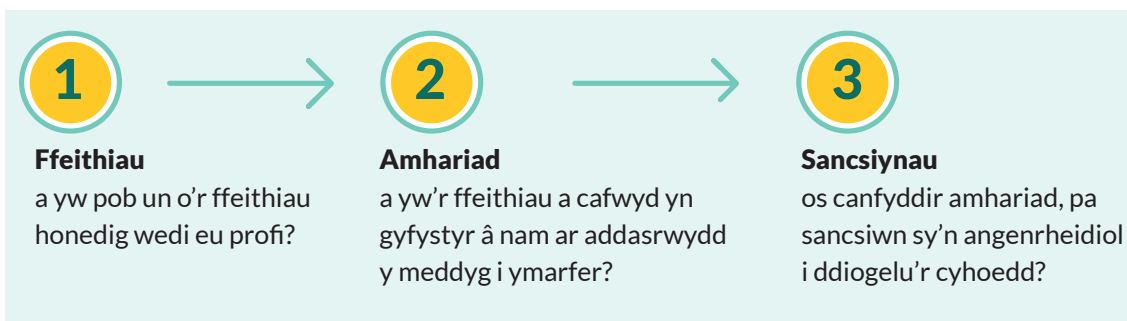 1
Ffeithiau
a yw pob un o'r ffeithiau
honedig wedi eu profi?
2
Amhariad
a yw'r ffeithiau a cafwyd yn
gyfystyr â nam ar addasrwydd
y meddyg i ymarfer?
3
Sancsiynau
os canfyddir amhariad, pa
sancsiwn sy'n angenrheidiol
i ddiogelu'r cyhoedd?